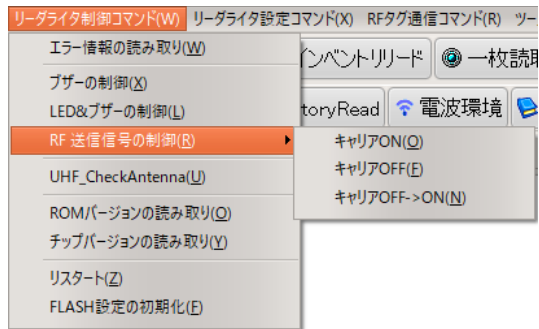 リーダライタ制御コマンド(W) リーダライタ設定コマンド(X) RFタグ通信コマンド(R) ツー
エラー情報の読み取り(W)
インベントリリード 一枚読取
ブザーの制御(X)
LED&ブザーの制御(L)
toryRead 電波環境
RF 送信信号の制御(R)
キャリアON(O)
キャリアOFF(F)
UHF_CheckAntenna(U)
キャリアOFF->ON(N)
ROMバージョンの読み取り(O)
チップバージョンの読み取り(Y)
リスタート(Z)
FLASH設定の初期化(F)